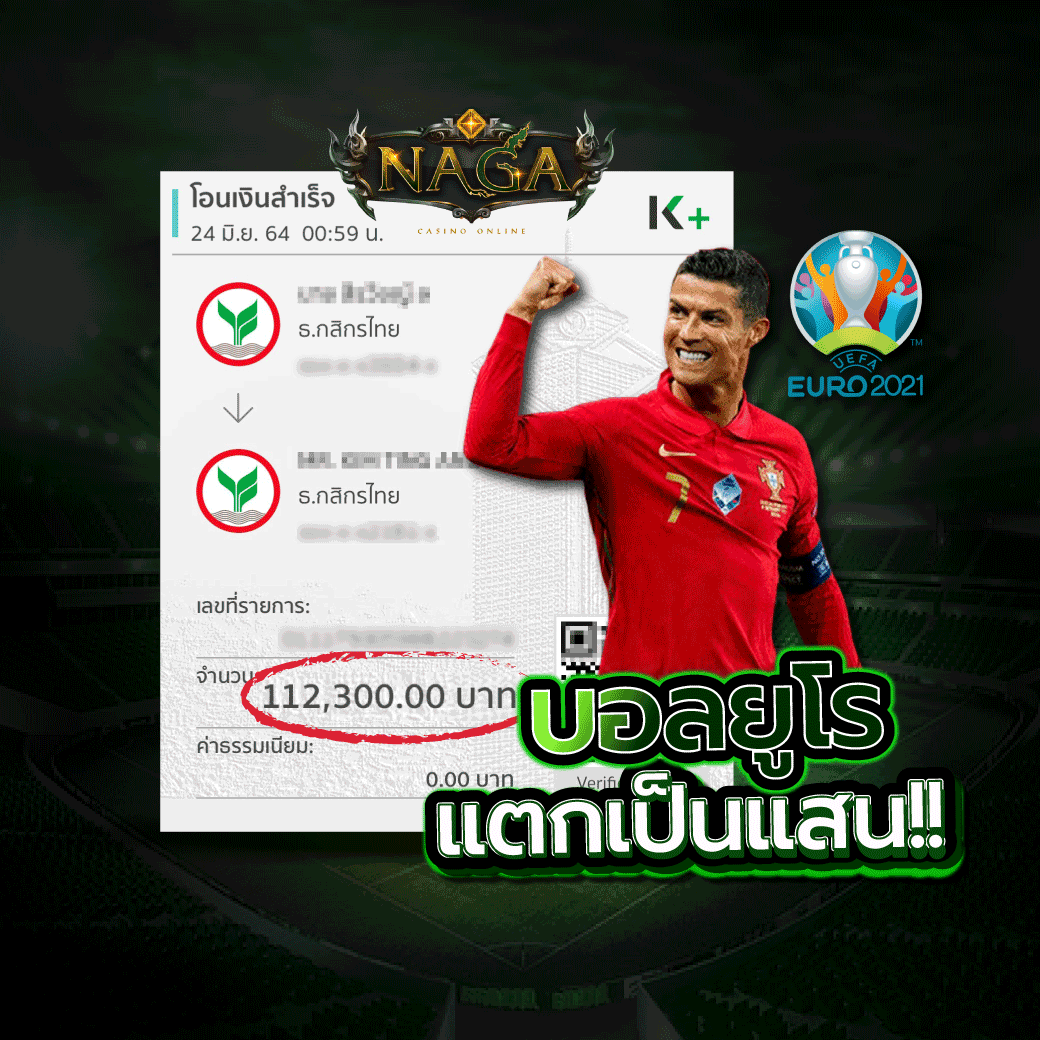 NAGA
CASINO ONLINE
โอนเงินสำเร็จ
24 มิ.ย. 64 00:59 น.
K+
ธ.กสิกรไทย
ธ.กสิกรไทย
เลขที่รายการ:
จำนวน
112,300.00 บาท
ค่าธรรมเนียม:
0.00 บาท
7
TM
UEFA
EURO2021
บอลยูโร
แตกเป็นแสน!!